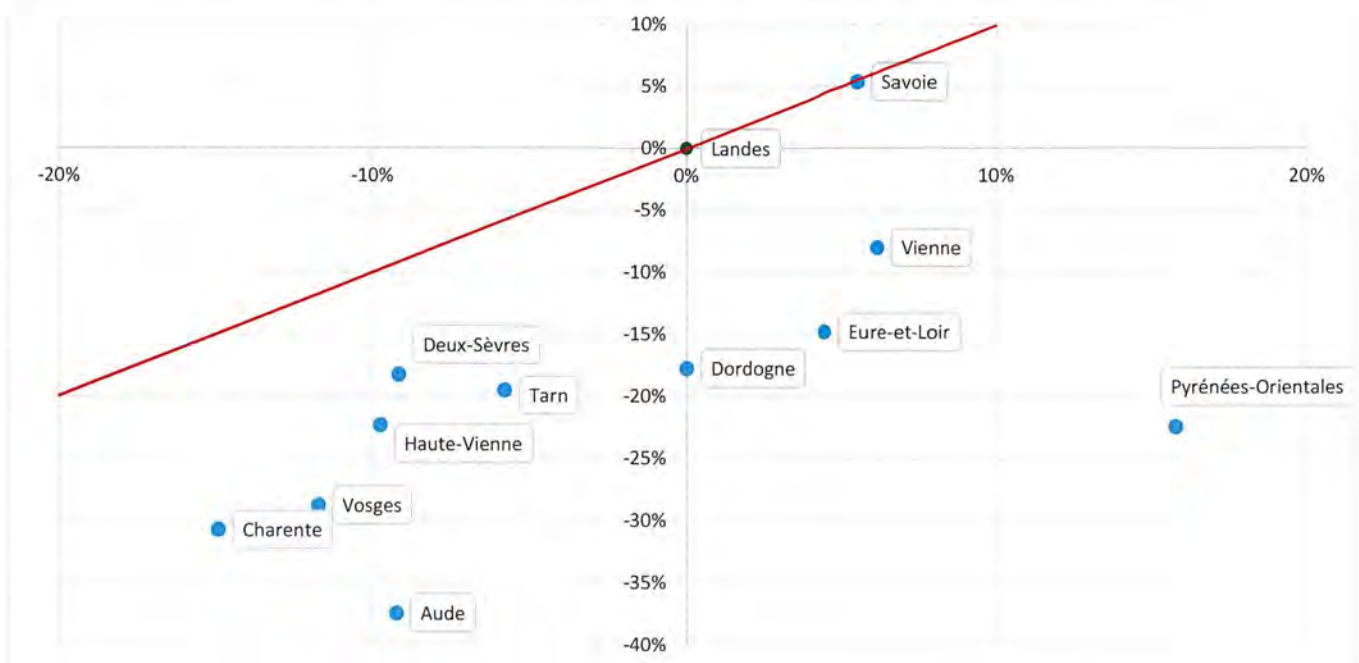 10%
5%
Savoie
0%
Landes
-20%
-10%
0%
10%
20%
-5%
Vienne
-10%
-15%
Eure-et-Loir
Deux-Sèvres
Dordogne
Pyrénées-Orientales
-20%
Tarn
Haute-Vienne
-25%
Vosges
Charente
-30%
-35%
Aude
-40%